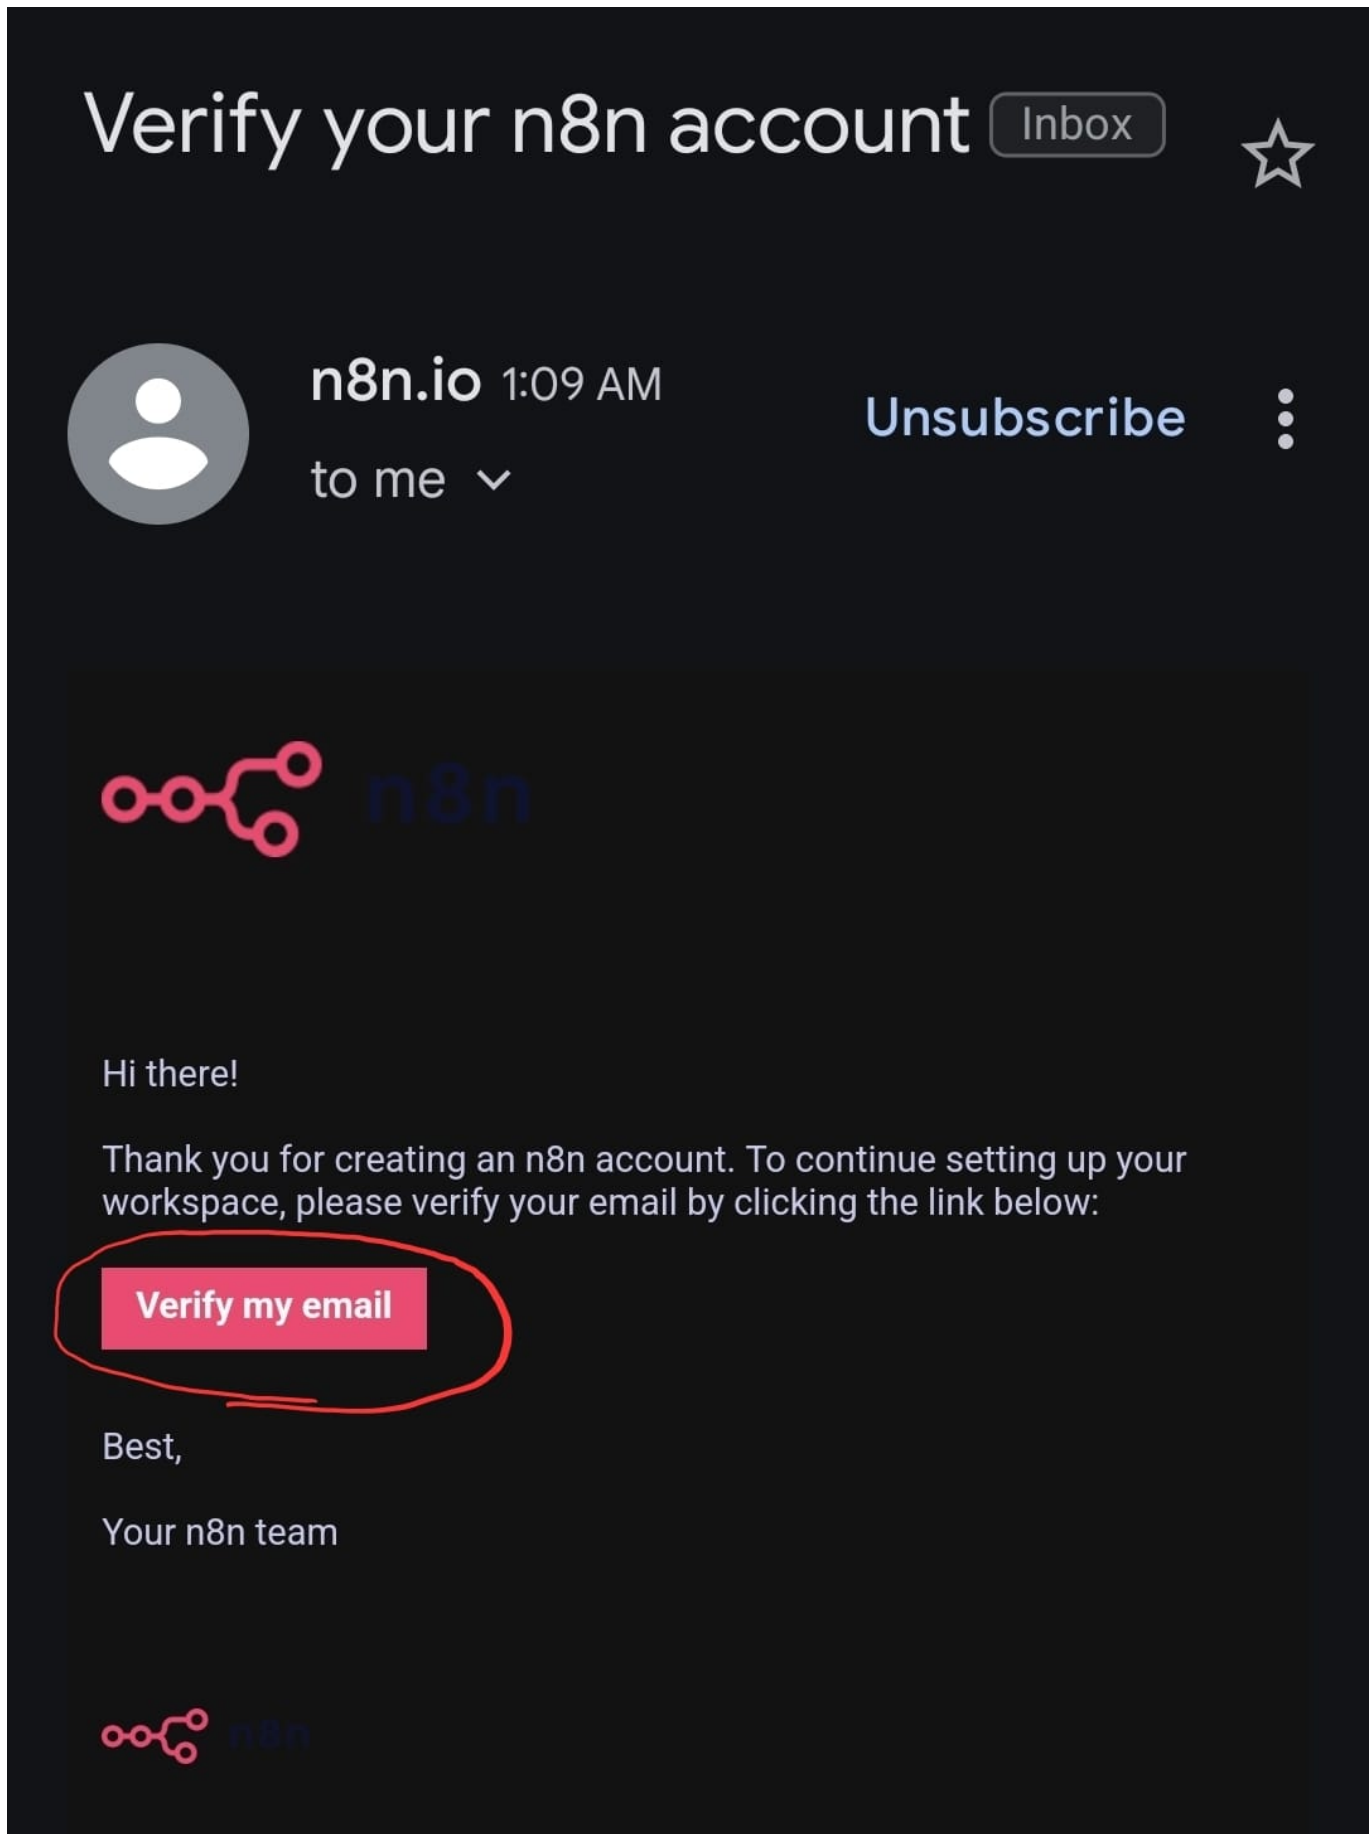 Verify your n8n account Inbox
n8n.io 1:09 AM
Unsubscribe
to me
n8n
Hi there!
Thank you for creating an n8n account. To continue setting up your
workspace, please verify your email by clicking the link below:
Verify my email
Best,
Your n8n team
n8n